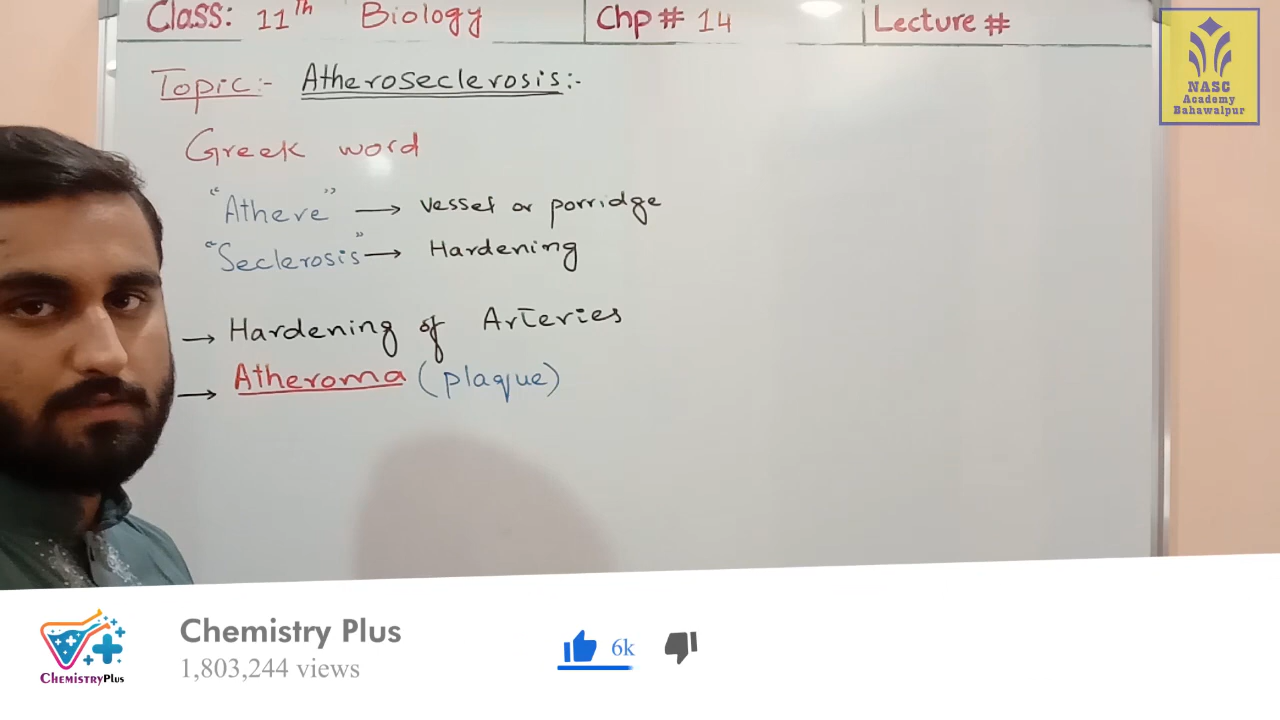 Class: 11th Biology Chp # 14 Lecture #
Topic:- Atheroseclerosis:-
Greek word
"Athere" → vessel or porridge
"Seclerosis" → Hardening
→ Hardening of Arteries
→ Atheroma (plaque)
NASC
Academy
Bahawalpur
Chemistry Plus
1,803,244 views
6k
ChemistryPlus